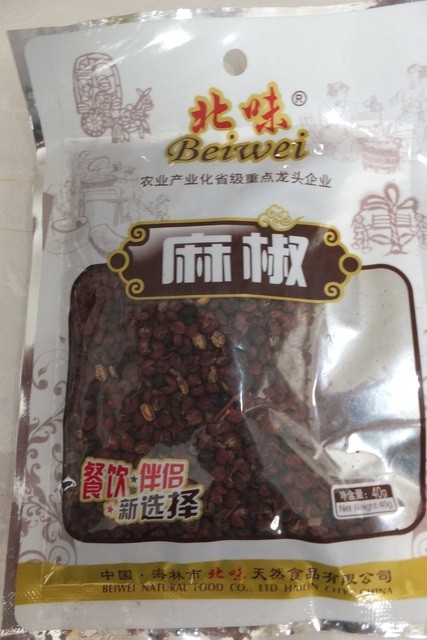 北味®
Beiwei
农业产业化省级重点龙头企业
麻椒
餐饮★伴侣
★新选择
净含量：40g
Net Weight 40g
中国·海林市 北味 天然食品有限公司
BEIWEI NATURAL FOOD CO., LTD HAILIN CITY, CHINA